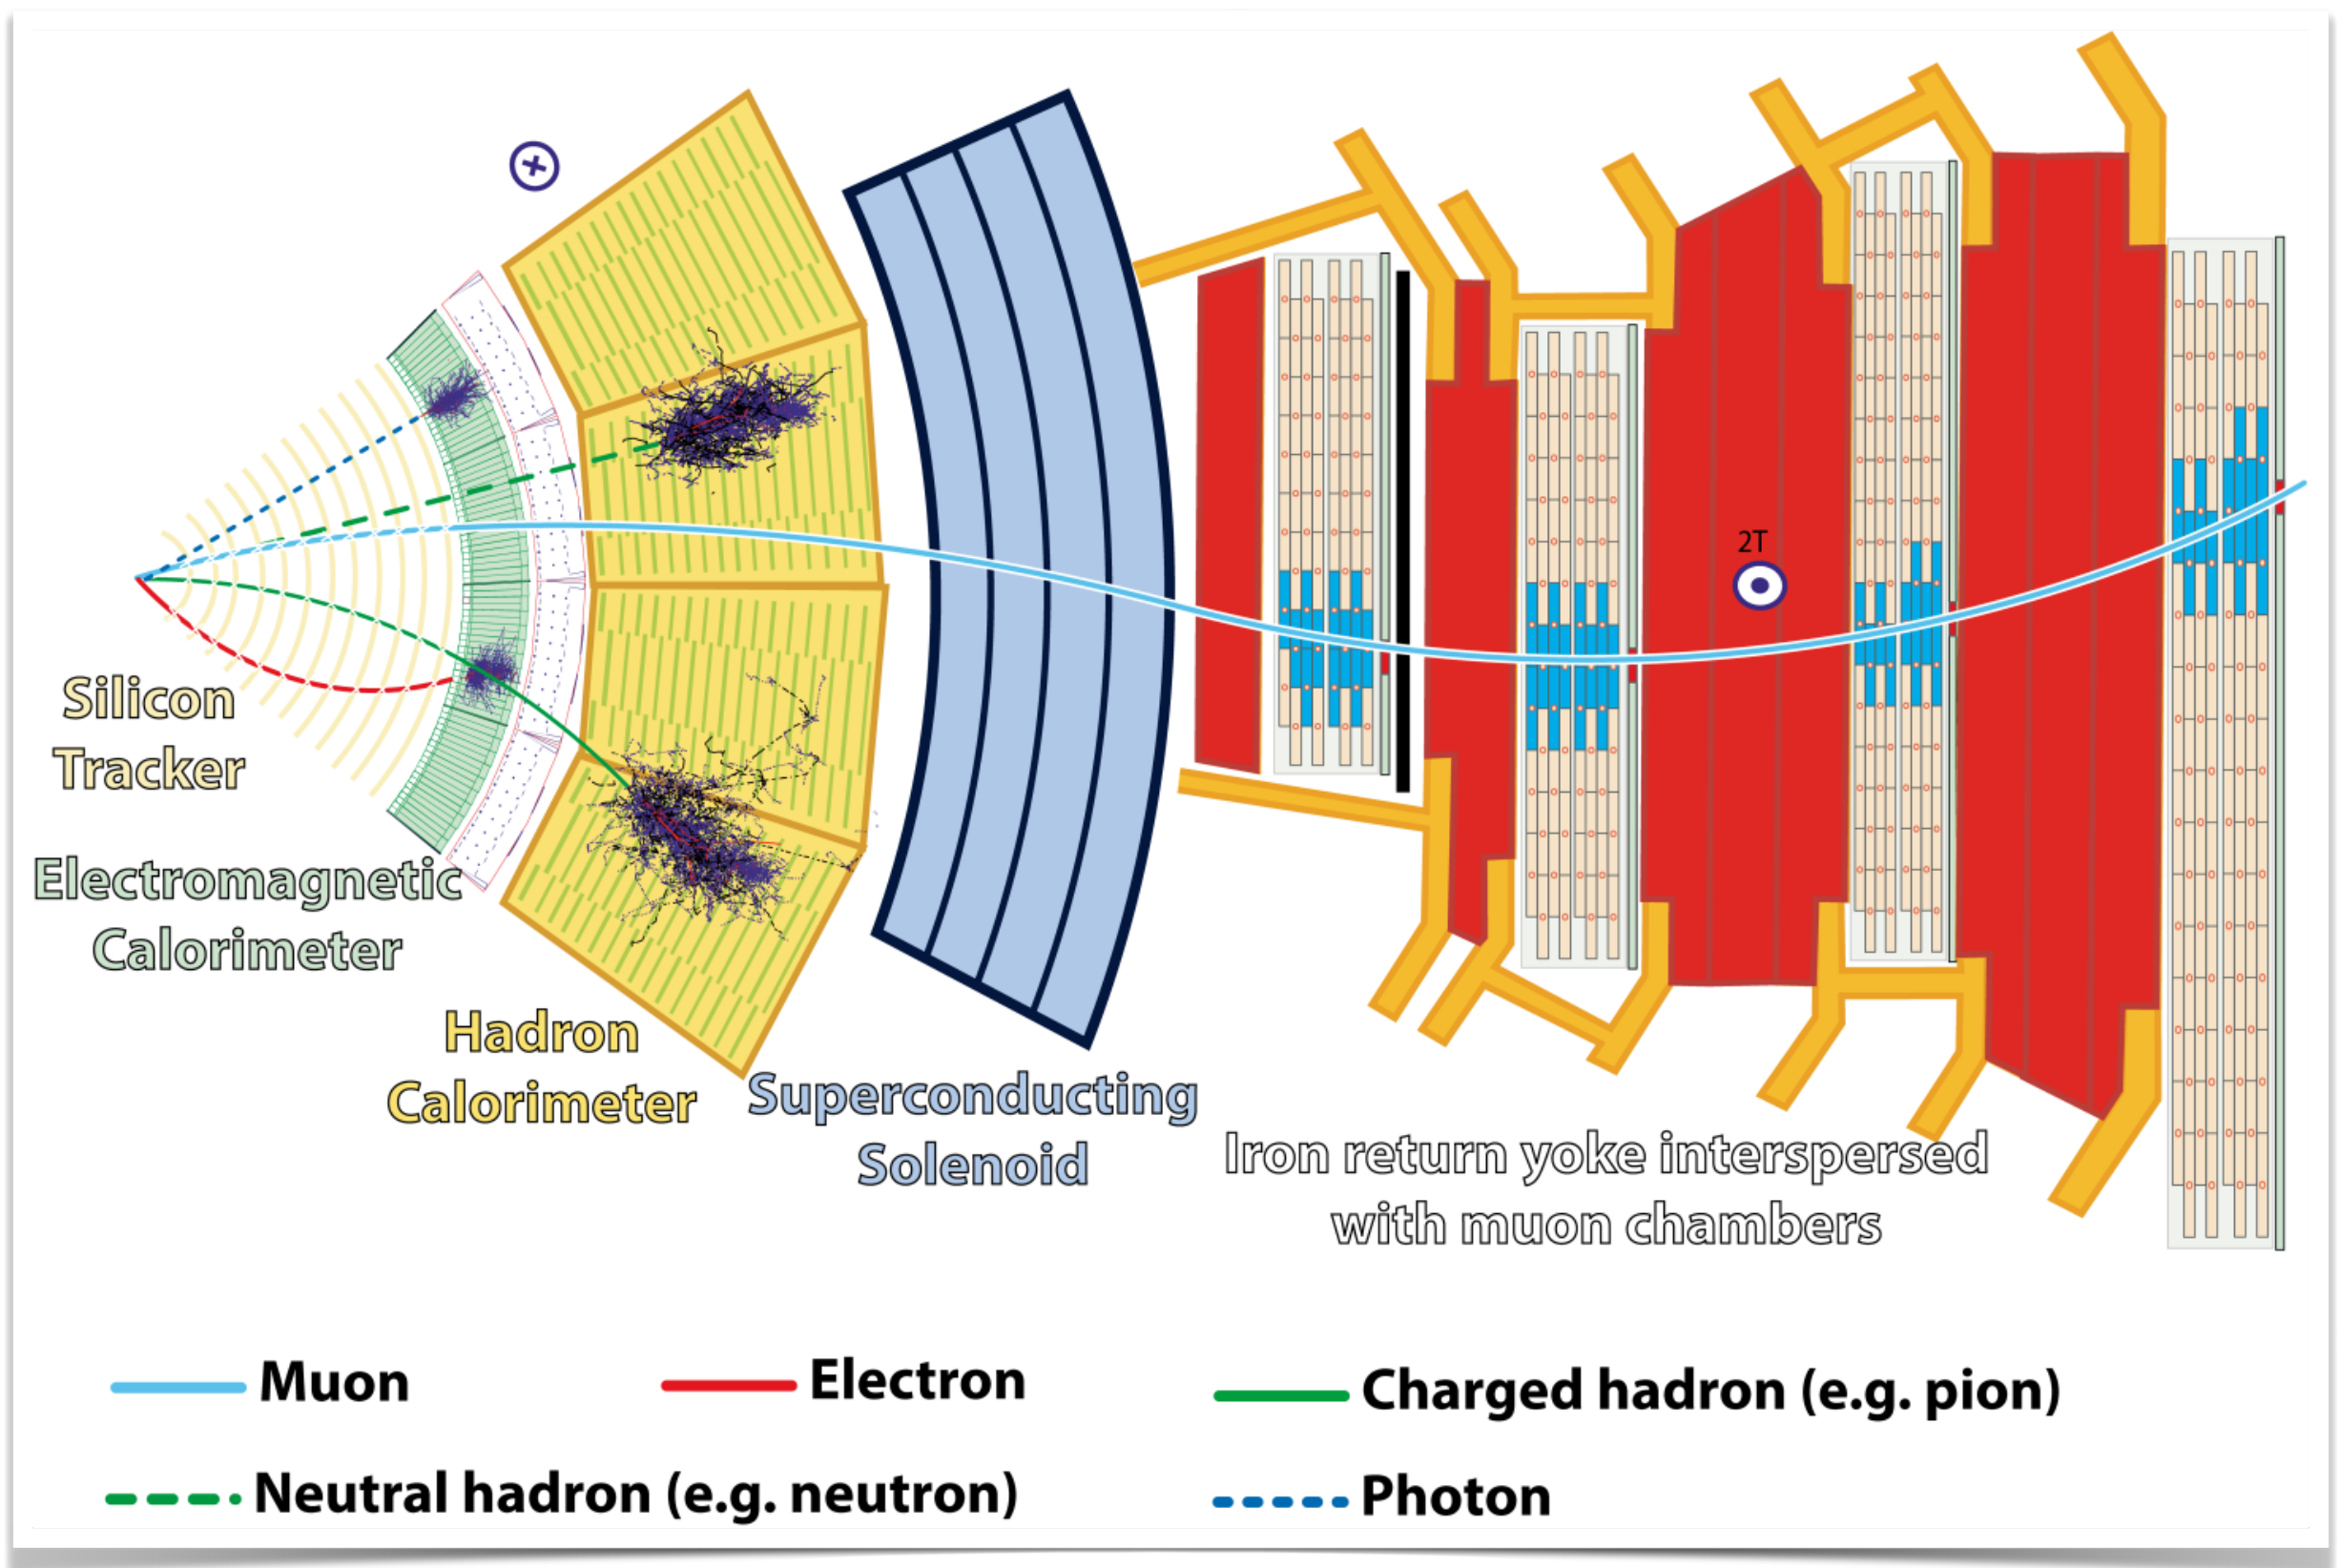 2T
Silicon
Tracker
Electromagnetic
Calorimeter
Hadron
Calorimeter
Superconducting
Solenoid
Iron return yoke interspersed
with muon chambers
Muon
Electron
Charged hadron (e.g. pion)
Neutral hadron (e.g. neutron)
Photon